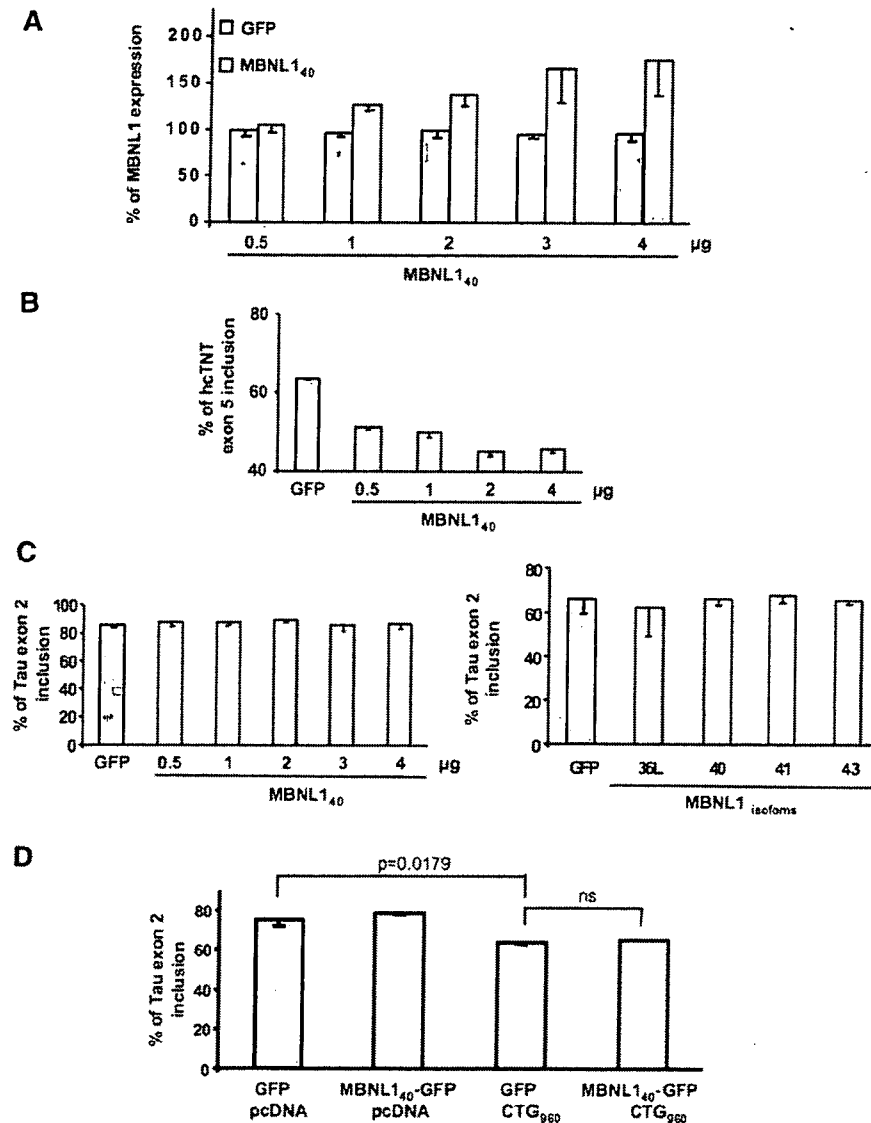 A
% of MBNL1 expression
200
150
100
50
0
GFP
MBNL1₄₀
0.5 1 2 3 4 µg
MBNL1₄₀
B
% of hcTNT
exon 5 inclusion
80
60
40
GFP 0.5 1 2 4 µg
MBNL1₄₀
C
% of Tau exon 2
inclusion
100
80
60
40
20
0
GFP 0.5 1 2 3 4 µg
MBNL1₄₀
% of Tau exon 2
inclusion
80
60
40
20
0
GFP 36L 40 41 43
MBNL1 isofoms
D
p=0.0179
ns
% of Tau exon 2
inclusion
80
60
40
20
0
GFP MBNL1₄₀-GFP GFP MBNL1₄₀-GFP
pcDNA pcDNA CTG₉₆₀ CTG₉₆₀